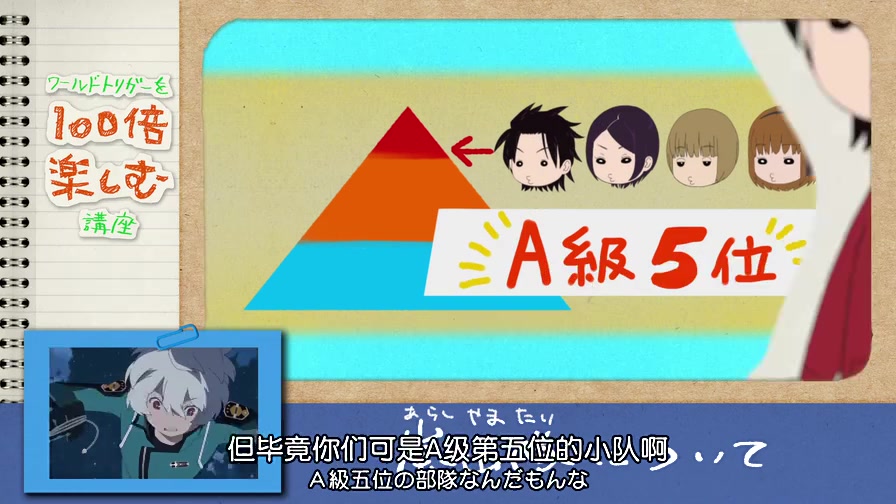 ワールドトリガーを
100倍
楽しむ
講座
A級5位
あらし やま たい
ついて
但毕竟你们可是A级第五位的小队啊
A級五位の部隊なんだもんな